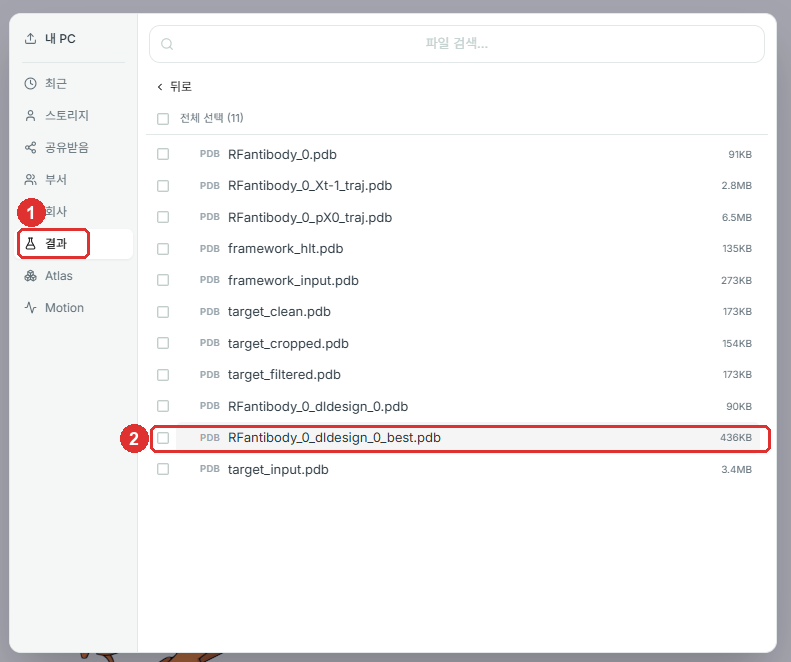 내 PC
최근
스토리지
공유받음
부서
1 회사
결과
Atlas
Motion
파일 검색...
뒤로
전체 선택 (11)
PDB RFantibody_0.pdb 91KB
PDB RFantibody_0_Xt-1_traj.pdb 2.8MB
PDB RFantibody_0_pX0_traj.pdb 6.5MB
PDB framework_hlt.pdb 135KB
PDB framework_input.pdb 273KB
PDB target_clean.pdb 173KB
PDB target_cropped.pdb 154KB
PDB target_filtered.pdb 173KB
PDB RFantibody_0_dldesign_0.pdb 90KB
2 PDB RFantibody_0_dldesign_0_best.pdb 436KB
PDB target_input.pdb 3.4MB